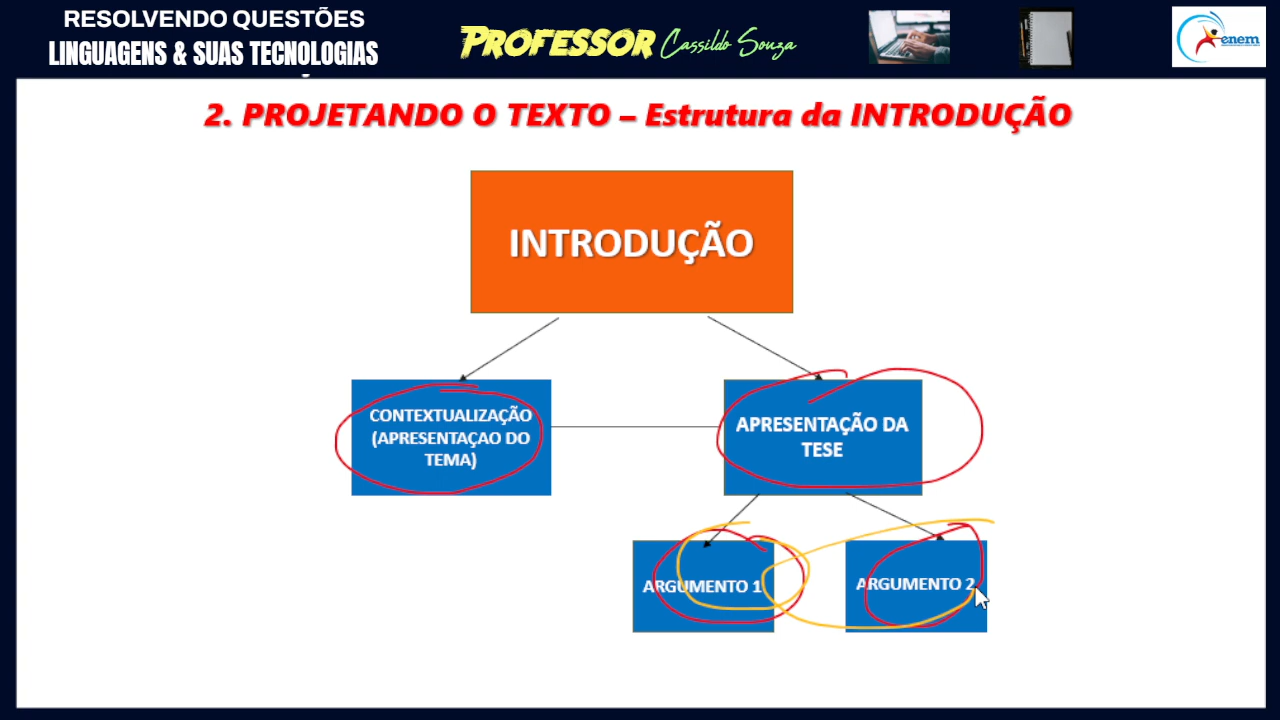 RESOLVENDO QUESTÕES
LINGUAGENS & SUAS TECNOLOGIAS
PROFESSOR Cassildo Souza
enem
2. PROJETANDO O TEXTO – Estrutura da INTRODUÇÃO
INTRODUÇÃO
CONTEXTUALIZAÇÃO
(APRESENTAÇAO DO
TEMA)
APRESENTAÇÃO DA
TESE
ARGUMENTO 1
ARGUMENTO 2